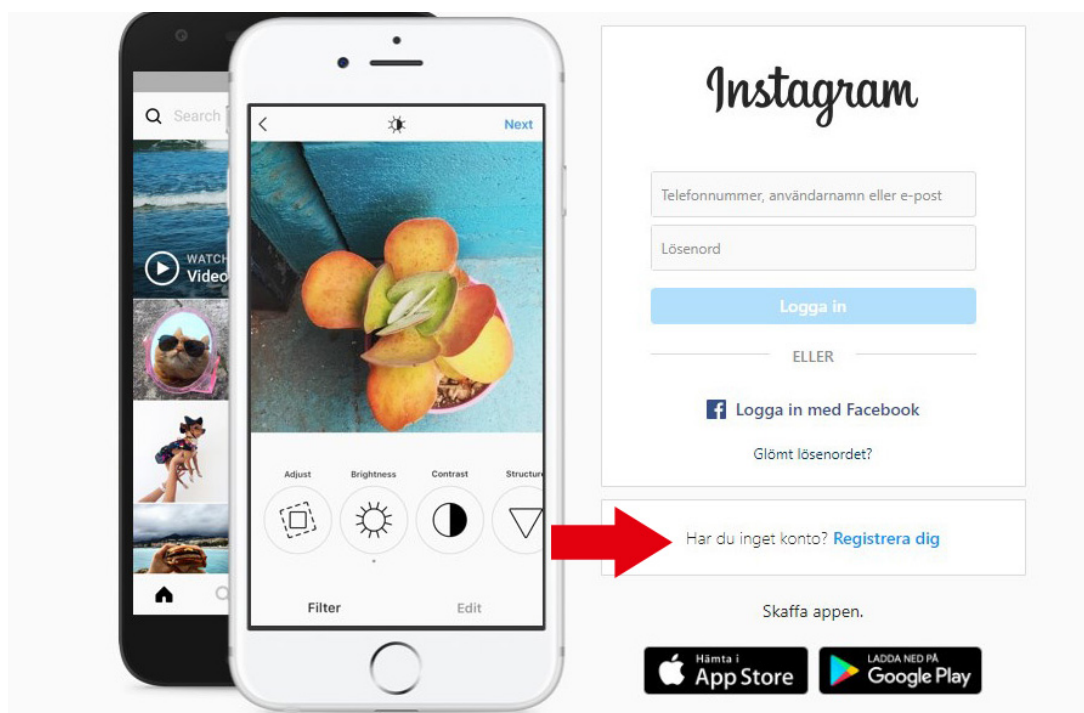 Search
WATCH
Video
Next
Adjust
Brightness
Contrast
Structure
Filter
Edit
Instagram
Telefonnummer, användarnamn eller e-post
Lösenord
Logga in
ELLER
Logga in med Facebook
Glömt lösenordet?
Har du inget konto? Registrera dig
Skaffa appen.
Hämta i
App Store
LADDA NED PÅ
Google Play